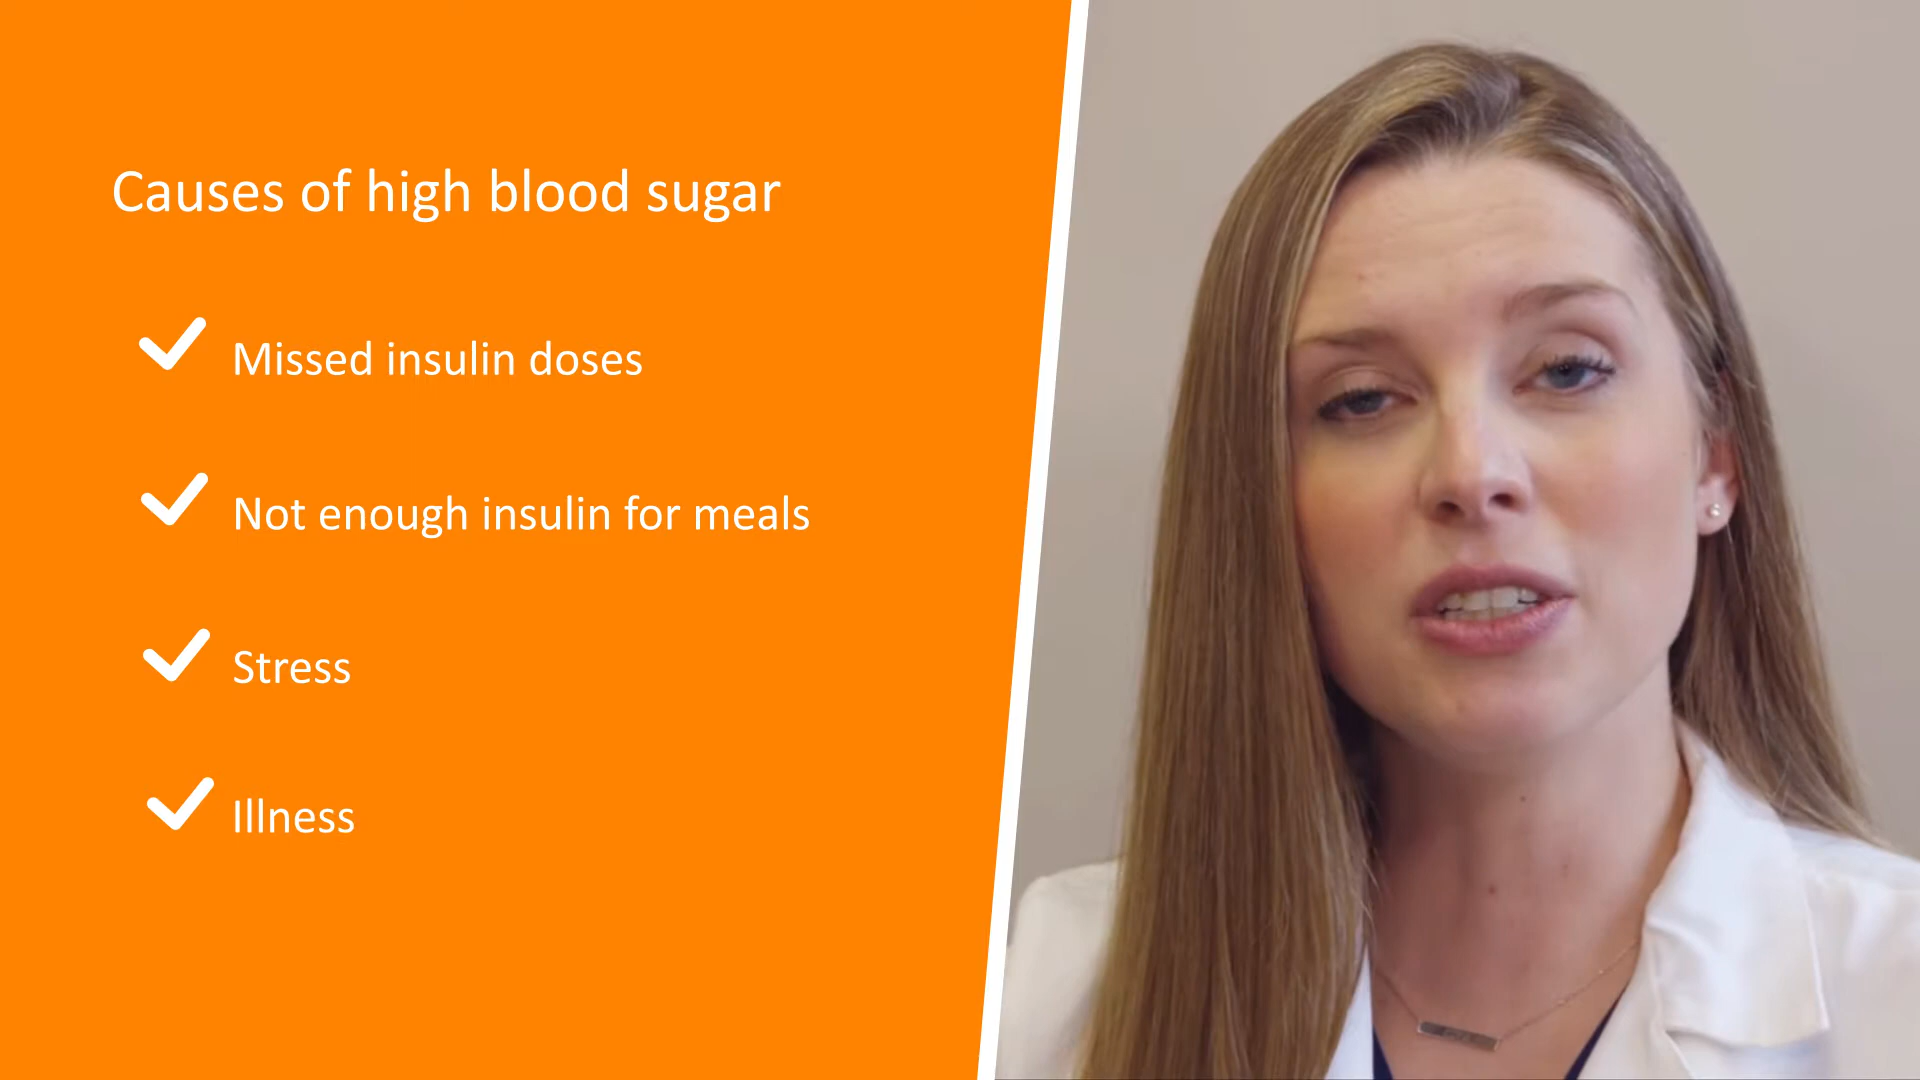 Causes of high blood sugar
Missed insulin doses
Not enough insulin for meals
Stress
Illness